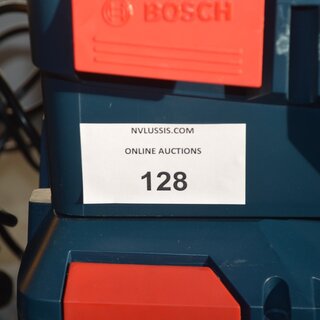 BOSCH
NVLUSSIS.COM
ONLINE AUCTIONS
128